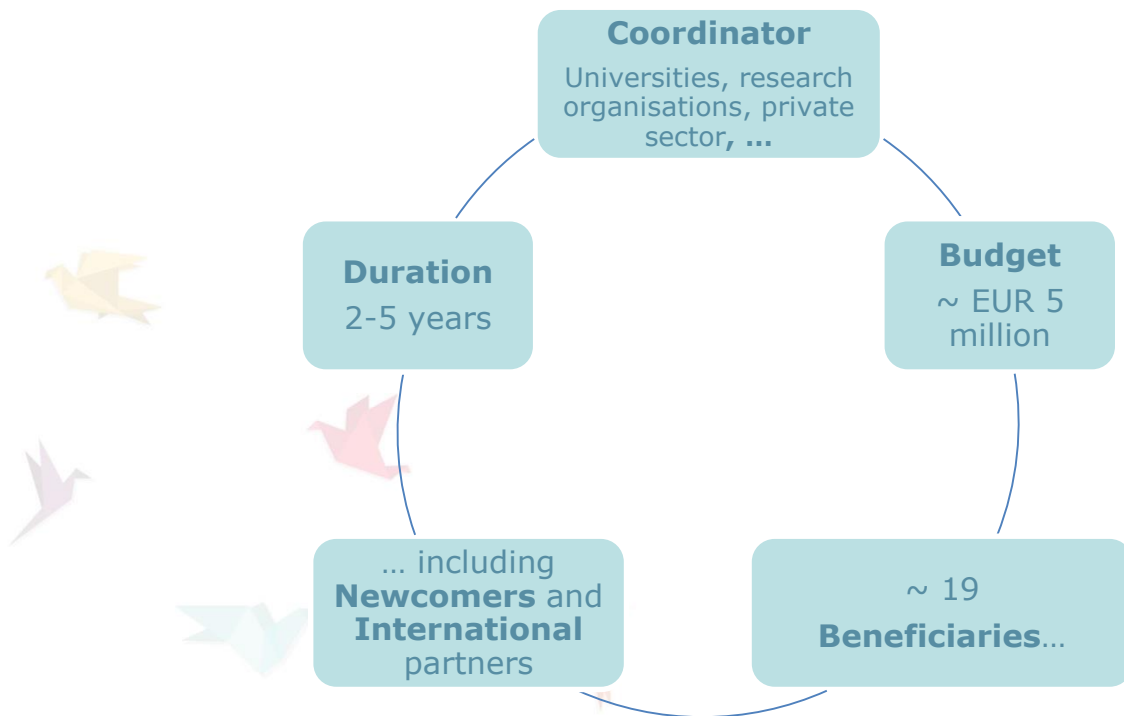 Coordinator
Universities, research
organisations, private
sector, …
Budget
~ EUR 5
million
~ 19
Beneficiaries…
… including
Newcomers and
International
partners
Duration
2-5 years